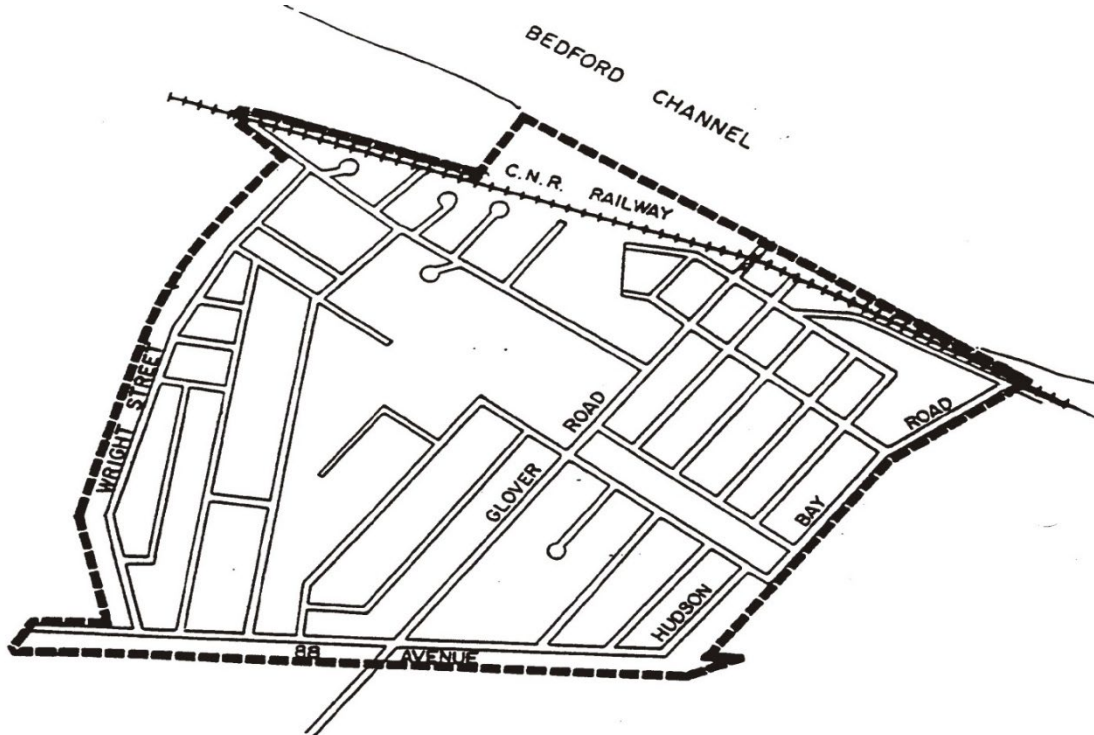 BEDFORD CHANNEL
C.N.R. RAILWAY
WRIGHT STREET
GLOVER ROAD
HUDSON BAY ROAD
88 AVENUE